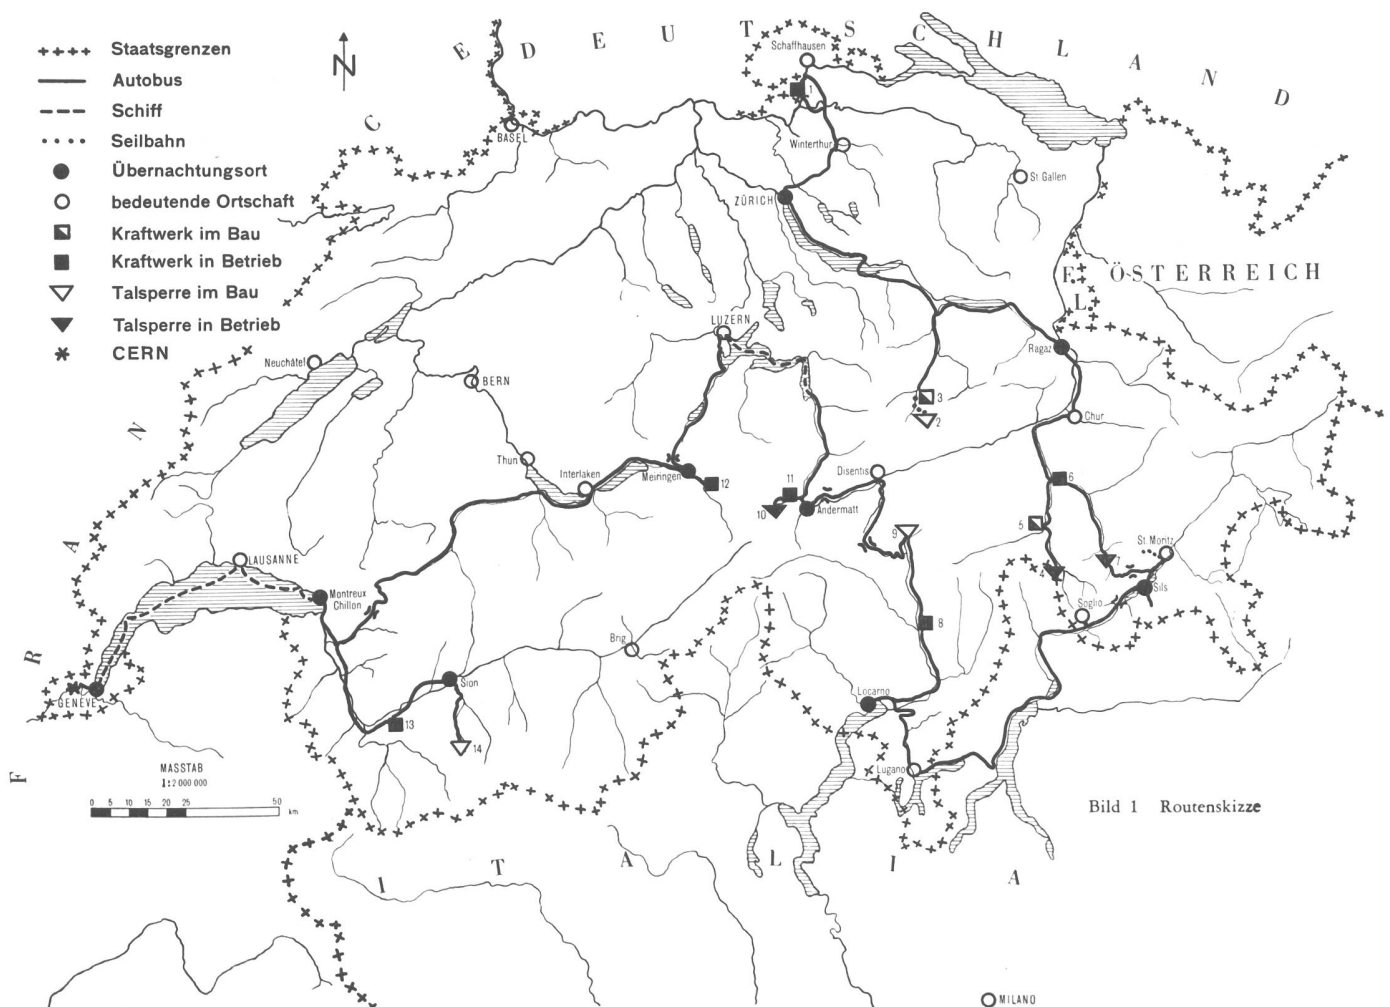 Staatsgrenzen
Autobus
Schiff
Seilbahn
Übernachtungsort
bedeutende Ortschaft
Kraftwerk im Bau
Kraftwerk in Betrieb
Talsperre im Bau
Talsperre in Betrieb
CERN
N
DEUTSCHLAND
FRANCE
ÖSTERREICH
F L
ITALIA
Schaffhausen
1
BASEL
Winterthur
St. Gallen
ZÜRICH
LUZERN
Neuchâtel
BERN
Ragaz
3
2
Chur
Thun
Interlaken
Meiringen
12
Disentis
11
10
Andermatt
6
5
9
St. Moritz
4
7
Sils
LAUSANNE
Montreux
Chillon
Soglio
8
Brig
GENÈVE
Sion
Locarno
13
14
Lugano
MASSTAB
1:2 000 000
0 5 10 15 20 25 50
km
Bild 1 Routenskizze
MILANO